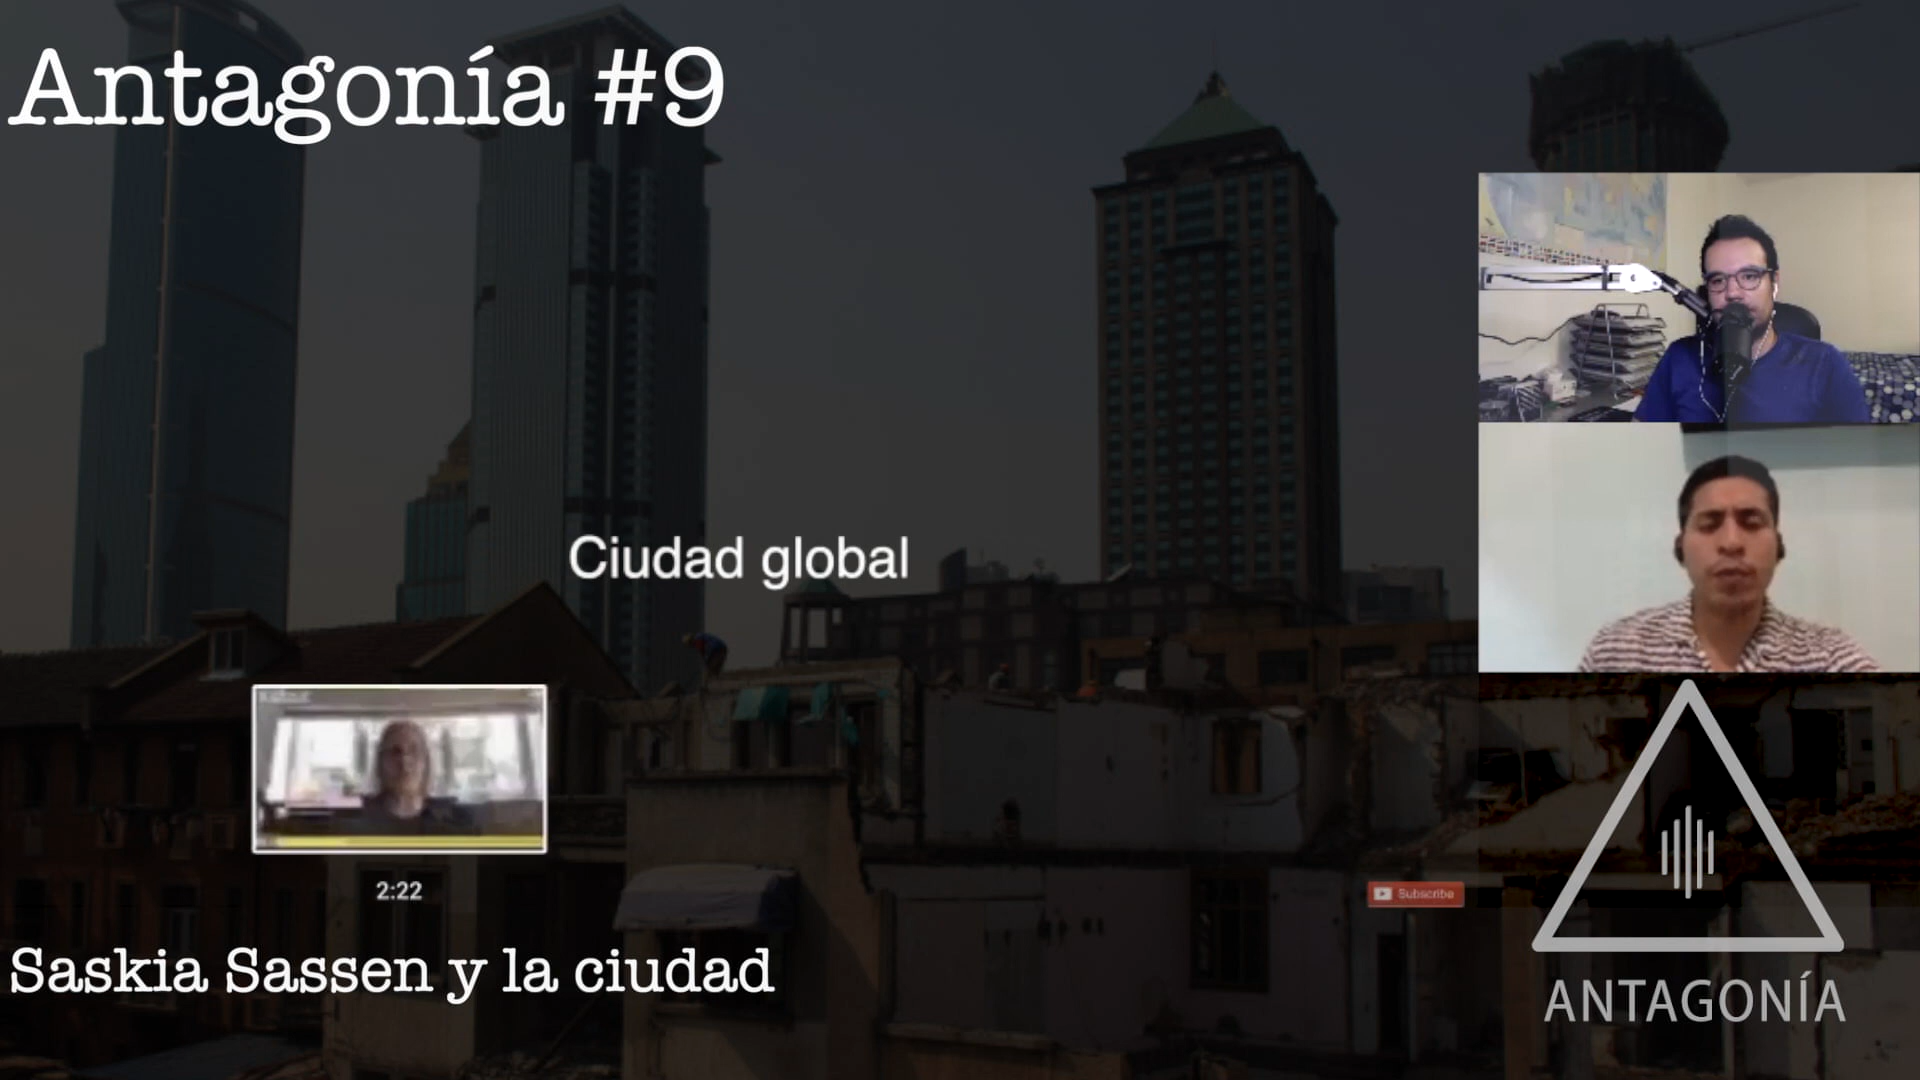 Antagonía #9
Ciudad global
2:22
Subscribe
Saskia Sassen y la ciudad
ANTAGONÍA